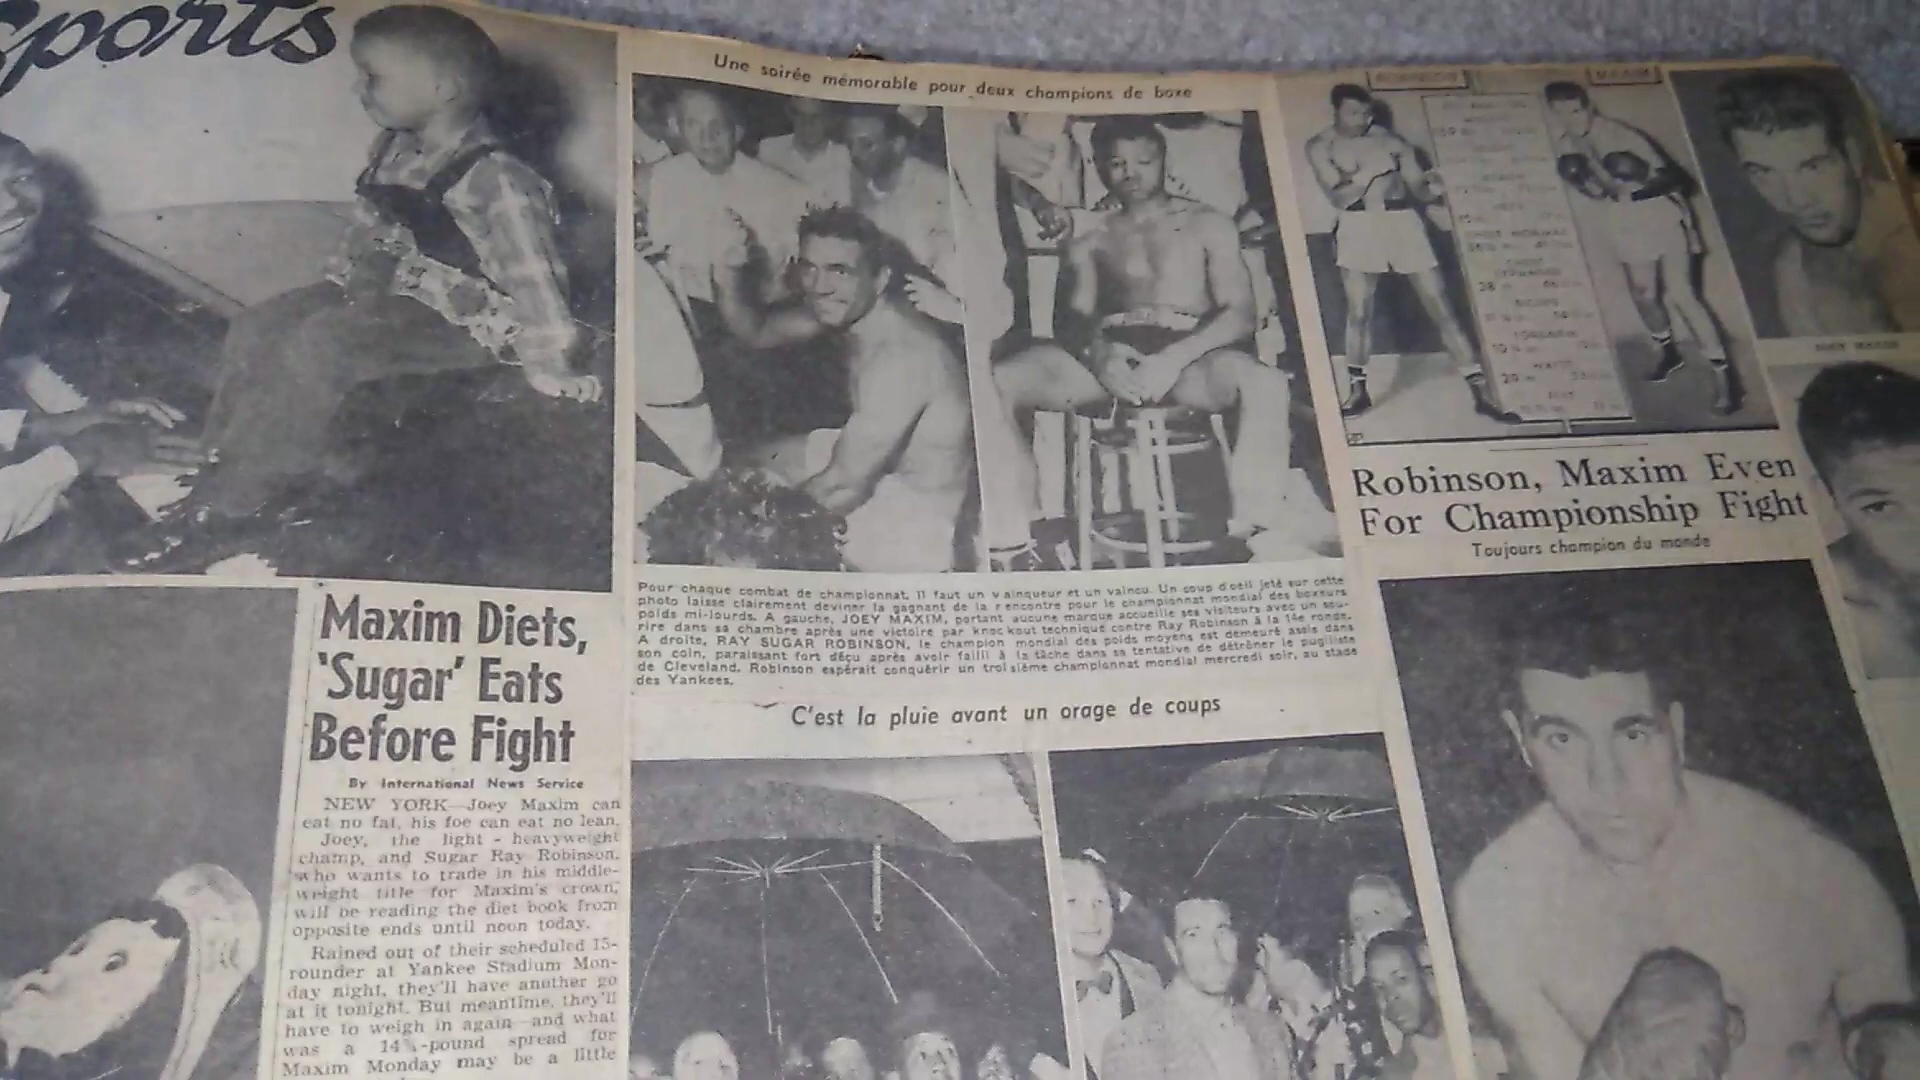 Sports
Une soirée mémorable pour deux champions de boxe
Pour chaque combat de championnat, il faut un vainqueur et un vaincu. Un coup d'oeil jeté sur cette
photo laisse clairement deviner la gagnant de la rencontre pour le championnat mondial des boxeurs
poids mi-lourds. A gauche, JOEY MAXIM, portant aucune marque accueille ses visiteurs avec un sou-
rire dans sa chambre après une victoire par knockout technique contre Ray Robinson à la 14e ronde.
A droite, RAY SUGAR ROBINSON, le champion mondial des poids moyens est demeuré assis dans
son coin, paraissant fort déçu après avoir failli à la tâche dans sa tentative de détrôner le pugiliste
de Cleveland. Robinson espérait conquérir un troisième championnat mondial mercredi soir, au stade
des Yankees.
C'est la pluie avant un orage de coups
ROBINSON
MAXIM
JOEY MAXIM
Robinson, Maxim Even
For Championship Fight
Toujours champion du monde
Maxim Diets,
'Sugar' Eats
Before Fight
By International News Service
NEW YORK—Joey Maxim can
eat no fat, his foe can eat no lean.
Joey, the light - heavyweight
champ, and Sugar Ray Robinson,
who wants to trade in his middle-
weight title for Maxim's crown,
will be reading the diet book from
opposite ends until noon today.
Rained out of their scheduled 15-
rounder at Yankee Stadium Mon-
day night, they'll have another go
at it tonight. But meantime, they'll
have to weigh in again—and what
was a 14¾-pound spread for
Maxim Monday may be a little